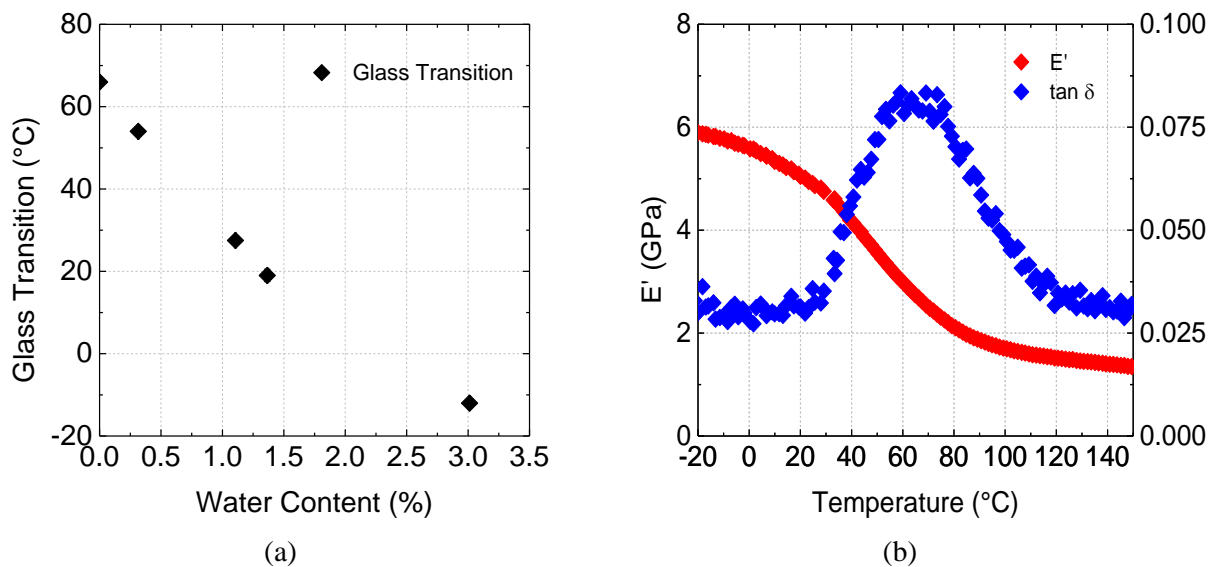 80
60
40
20
0
-20
Glass Transition (°C)
0.0 0.5 1.0 1.5 2.0 2.5 3.0 3.5
Water Content (%)
Glass Transition
(a)
8
6
4
2
0
E' (GPa)
-20 0 20 40 60 80 100 120 140
Temperature (°C)
E'
tan δ
0.100
0.075
0.050
0.025
0.000
(b)